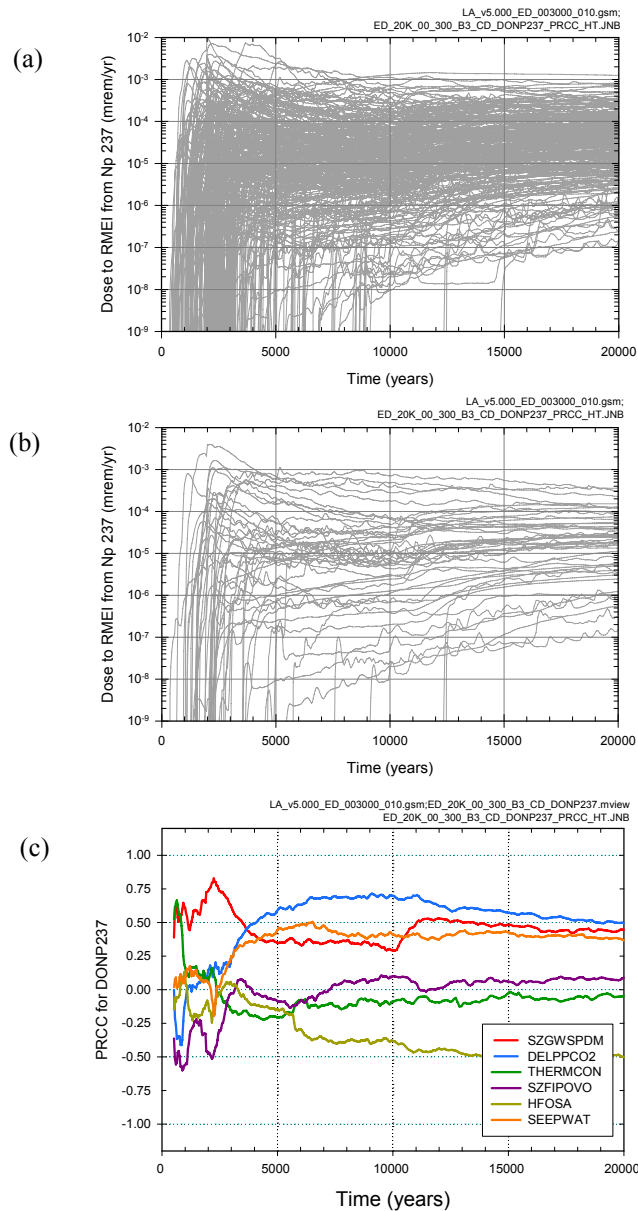 LA_v5.000_ED_003000_010.gsm;
ED_20K_00_300_B3_CD_DONP237_PRCC_HT.JNB
(a)
Dose to RMEI from Np 237 (mrem/yr)
10-2
10-3
10-4
10-5
10-6
10-7
10-8
10-9
0 5000 10000 15000 20000
Time (years)
LA_v5.000_ED_003000_010.gsm;
ED_20K_00_300_B3_CD_DONP237_PRCC_HT.JNB
(b)
Dose to RMEI from Np 237 (mrem/yr)
10-2
10-3
10-4
10-5
10-6
10-7
10-8
10-9
0 5000 10000 15000 20000
Time (years)
LA_v5.000_ED_003000_010.gsm;ED_20K_00_300_B3_CD_DONP237.mview
ED_20K_00_300_B3_CD_DONP237_PRCC_HT.JNB
(c)
PRCC for DONP237
1.00
0.75
0.50
0.25
0.00
-0.25
-0.50
-0.75
-1.00
SZGWSPDM
DELPPCO2
THERMCON
SZFIPOVO
HFOSA
SEEPWAT
0 5000 10000 15000 20000
Time (years)